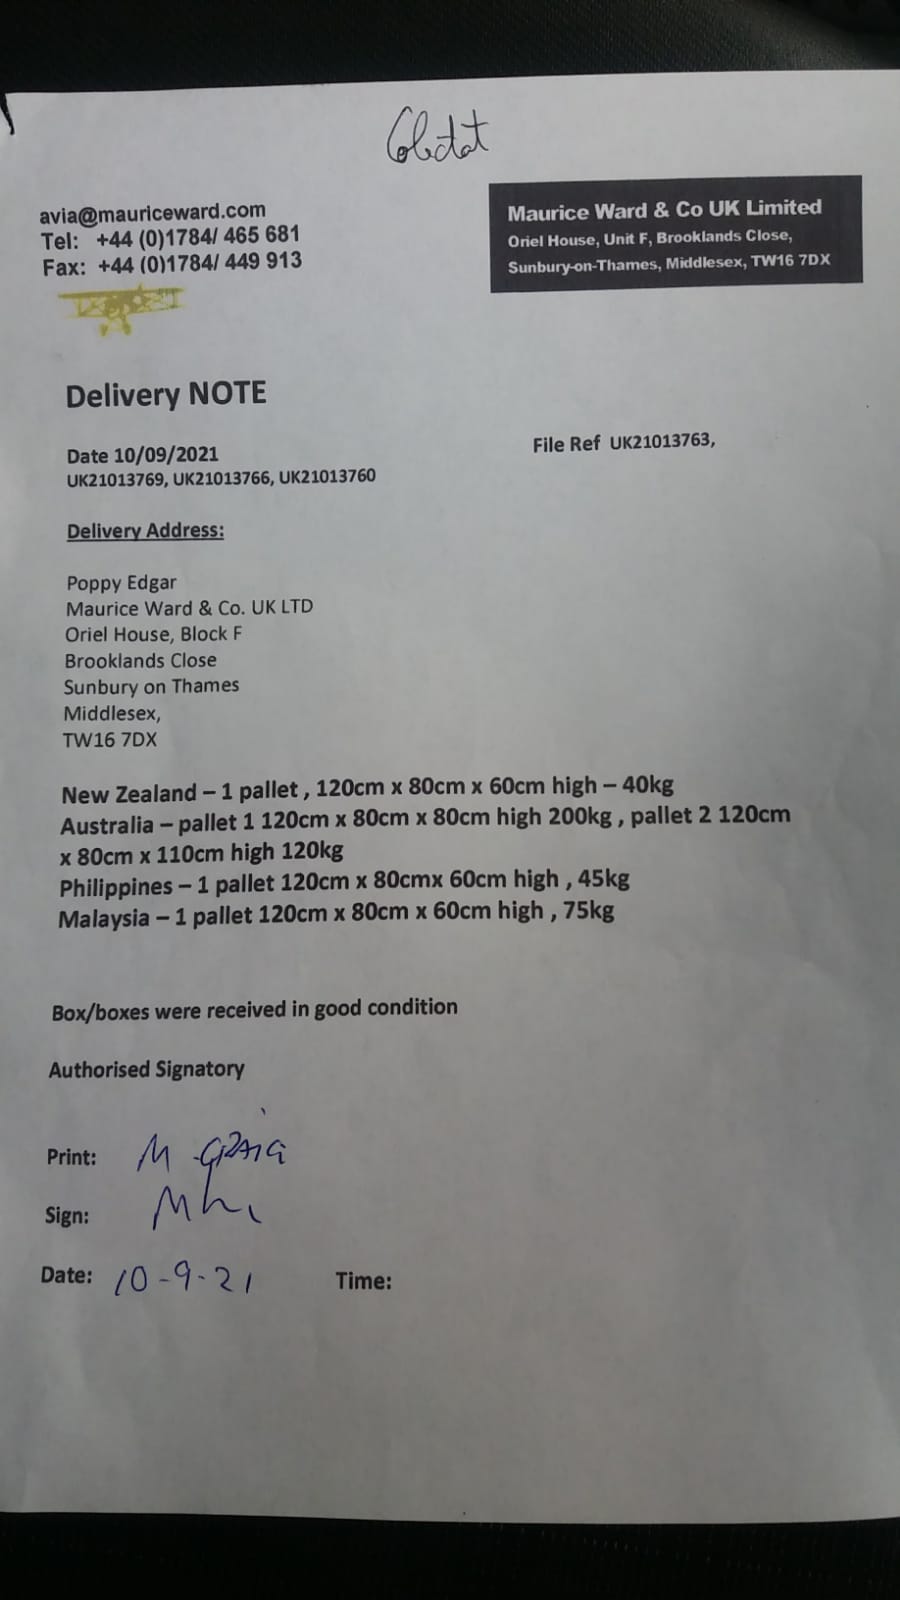 avia@mauriceward.com
Tel: +44 (0)1784/ 465 681
Fax: +44 (0)1784/ 449 913
Maurice Ward & Co UK Limited
Oriel House, Unit F, Brooklands Close,
Sunbury-on-Thames, Middlesex, TW16 7DX
Delivery NOTE
Date 10/09/2021
File Ref UK21013763,
UK21013769, UK21013766, UK21013760
Delivery Address:
Poppy Edgar
Maurice Ward & Co. UK LTD
Oriel House, Block F
Brooklands Close
Sunbury on Thames
Middlesex,
TW16 7DX
New Zealand – 1 pallet , 120cm x 80cm x 60cm high – 40kg
Australia – pallet 1 120cm x 80cm x 80cm high 200kg , pallet 2 120cm
x 80cm x 110cm high 120kg
Philippines – 1 pallet 120cm x 80cmx 60cm high , 45kg
Malaysia – 1 pallet 120cm x 80cm x 60cm high , 75kg
Box/boxes were received in good condition
Authorised Signatory
Print: M
Sign:
Date: 10-9-21 Time: